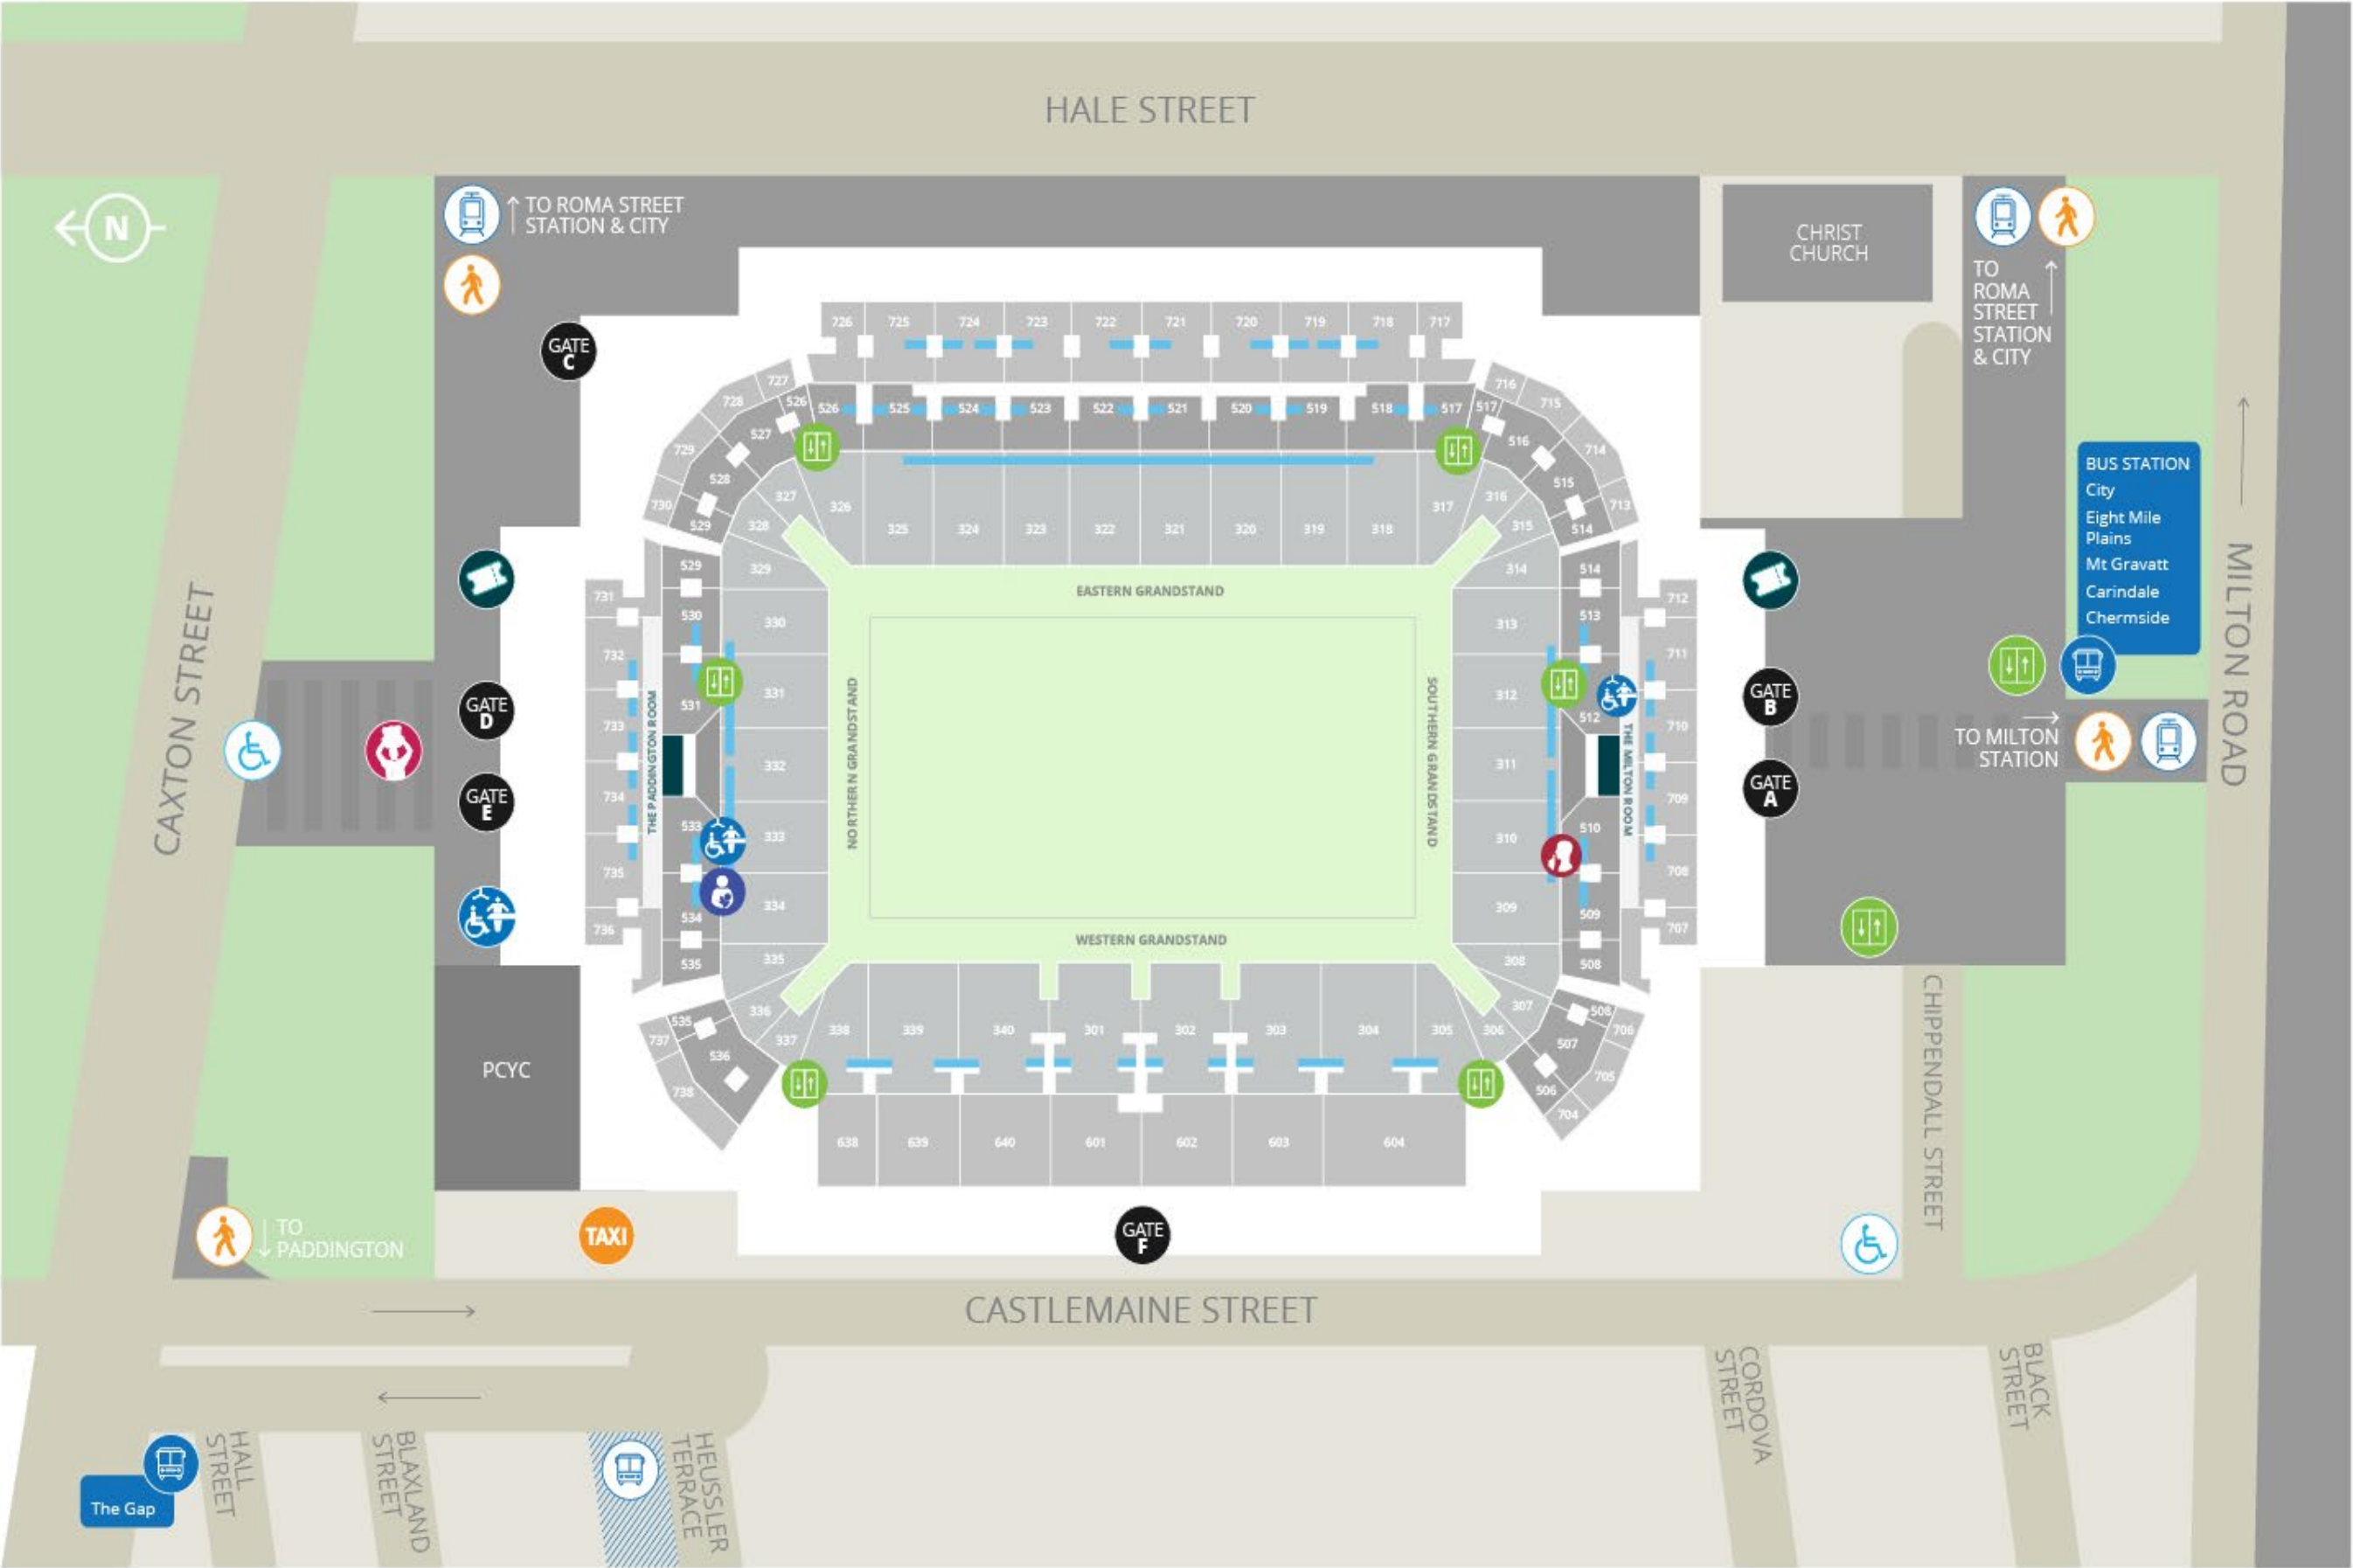 HALE STREET
N
TO ROMA STREET
STATION & CITY
CHRIST
CHURCH
TO
ROMA
STREET
STATION
& CITY
GATE
C
726 725 724 723 722 721 720 719 718 717
727 728 729 730
716 715 714 713
526 526 525 524 523 522 521 520 519 518 517 517
527 528 529
516 515 514
327 328 326 325 324 323 322 321 320 319 318 317 316 315
BUS STATION
City
Eight Mile
Plains
Mt Gravatt
Carindale
Chermside
MILTON ROAD
CAXTON STREET
EASTERN GRANDSTAND
NORTHERN GRANDSTAND
SOUTHERN GRANDSTAND
WESTERN GRANDSTAND
731 732 733 734 735 736
THE PADDINGTON ROOM
529 530 531 533 534 535
329 330 331 332 333 334 335
314 313 312 311 310 309 308
514 513 512 510 509 508
THE MILTON ROOM
712 711 710 709 708 707
GATE
D
GATE
E
GATE
B
GATE
A
TO MILTON
STATION
336 337 338 339 340 301 302 303 304 305 306 307
535 536
737 738
508 507 506
706 705 704
638 639 640 601 602 603 604
PCYC
CHIPPENDALL STREET
TO
PADDINGTON
TAXI
GATE
F
CASTLEMAINE STREET
HALL
STREET
BLAXLAND
STREET
HEUSSLER
TERRACE
CORDOVA
STREET
BLACK
STREET
The Gap